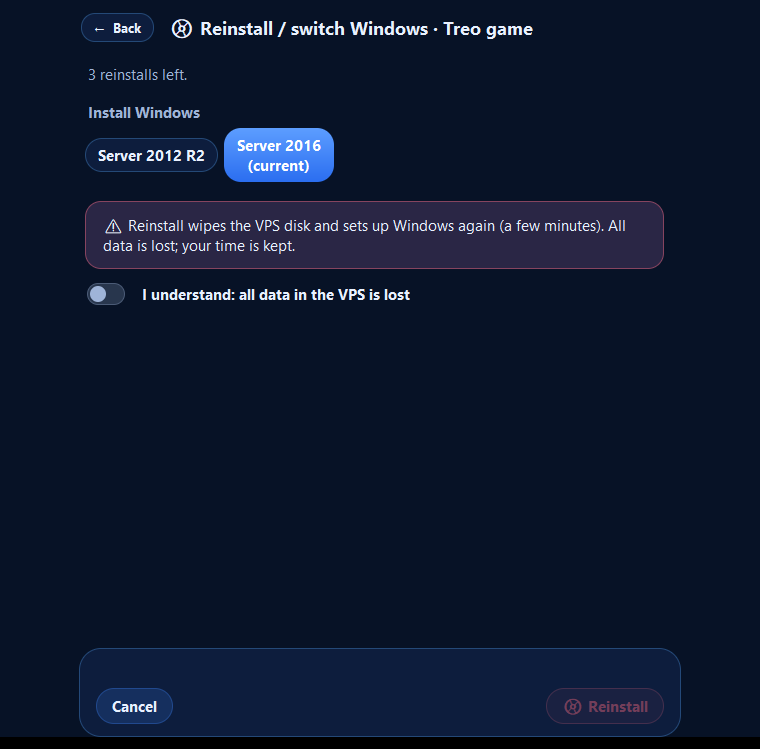 ← Back
Reinstall / switch Windows · Treo game
3 reinstalls left.
Install Windows
Server 2012 R2
Server 2016
(current)
⚠ Reinstall wipes the VPS disk and sets up Windows again (a few minutes). All
data is lost; your time is kept.
I understand: all data in the VPS is lost
Cancel
Reinstall